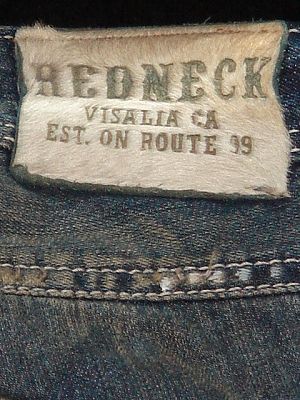 REDNECK
VISALIA CA
EST. ON ROUTE 99